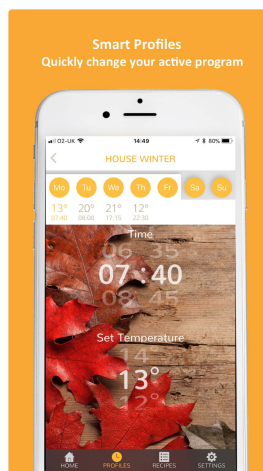 Smart Profiles
Quickly change your active program
O2-UK 14:49 80%
HOUSE WINTER
Mo Tu We Th Fr Sa Su
13° 20° 21° 12°
07:40 08:00 17:15 22:30
Time
06 35
07 : 40
08 45
Set Temperature
14°
13°
12°
HOME PROFILES RECIPES SETTINGS